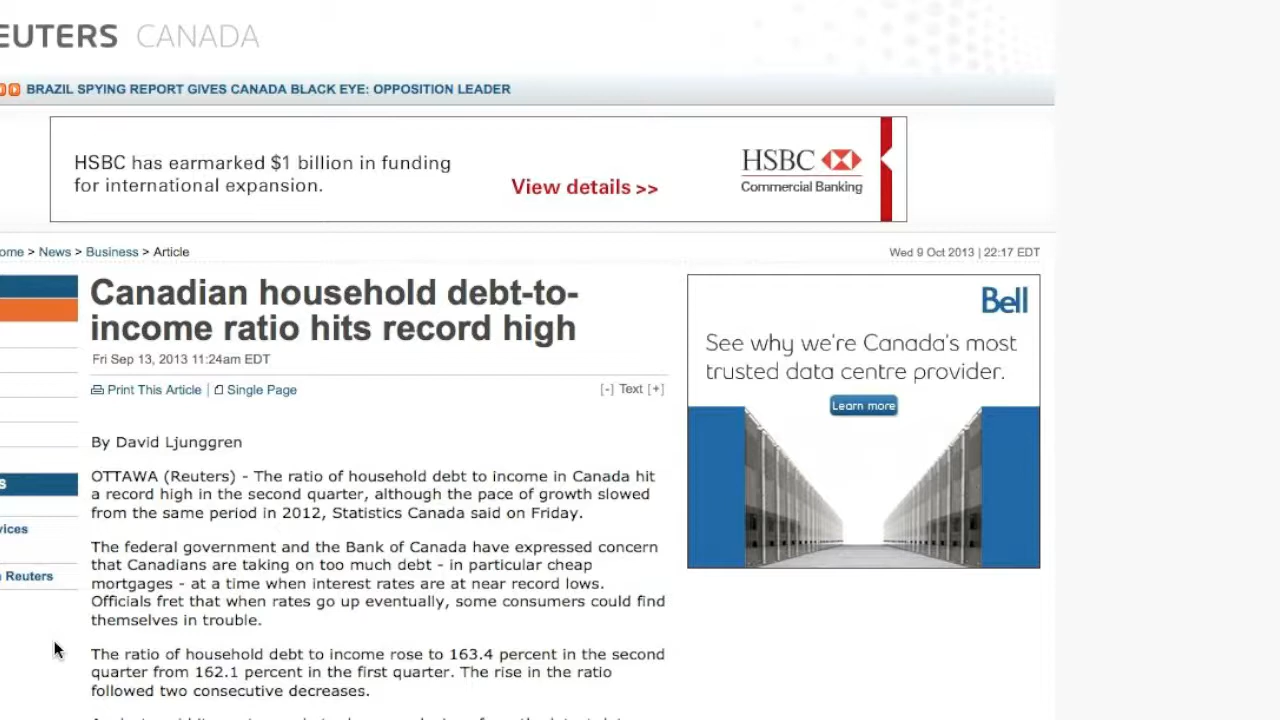 EUTERS CANADA
BRAZIL SPYING REPORT GIVES CANADA BLACK EYE: OPPOSITION LEADER
HSBC has earmarked $1 billion in funding
for international expansion.
View details >>
HSBC
Commercial Banking
ome > News > Business > Article
Wed 9 Oct 2013 | 22:17 EDT
Canadian household debt-to-
income ratio hits record high
Fri Sep 13, 2013 11:24am EDT
Print This Article | Single Page
[-] Text [+]
By David Ljunggren
OTTAWA (Reuters) - The ratio of household debt to income in Canada hit
a record high in the second quarter, although the pace of growth slowed
from the same period in 2012, Statistics Canada said on Friday.
The federal government and the Bank of Canada have expressed concern
that Canadians are taking on too much debt - in particular cheap
mortgages - at a time when interest rates are at near record lows.
Officials fret that when rates go up eventually, some consumers could find
themselves in trouble.
The ratio of household debt to income rose to 163.4 percent in the second
quarter from 162.1 percent in the first quarter. The rise in the ratio
followed two consecutive decreases.
S
vices
Reuters
Bell
See why we're Canada's most
trusted data centre provider.
Learn more